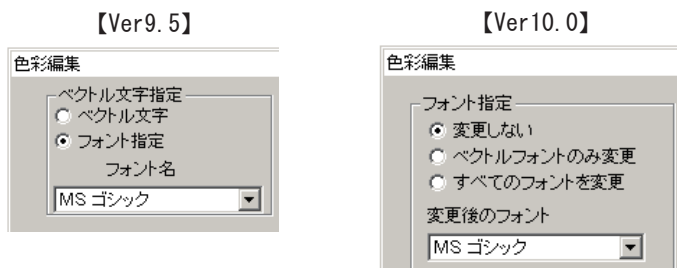 【Ver9.5】
色彩編集
ベクトル文字指定
ベクトル文字
フォント指定
フォント名
MS ゴシック
【Ver10.0】
色彩編集
フォント指定
変更しない
ベクトルフォントのみ変更
すべてのフォントを変更
変更後のフォント
MS ゴシック